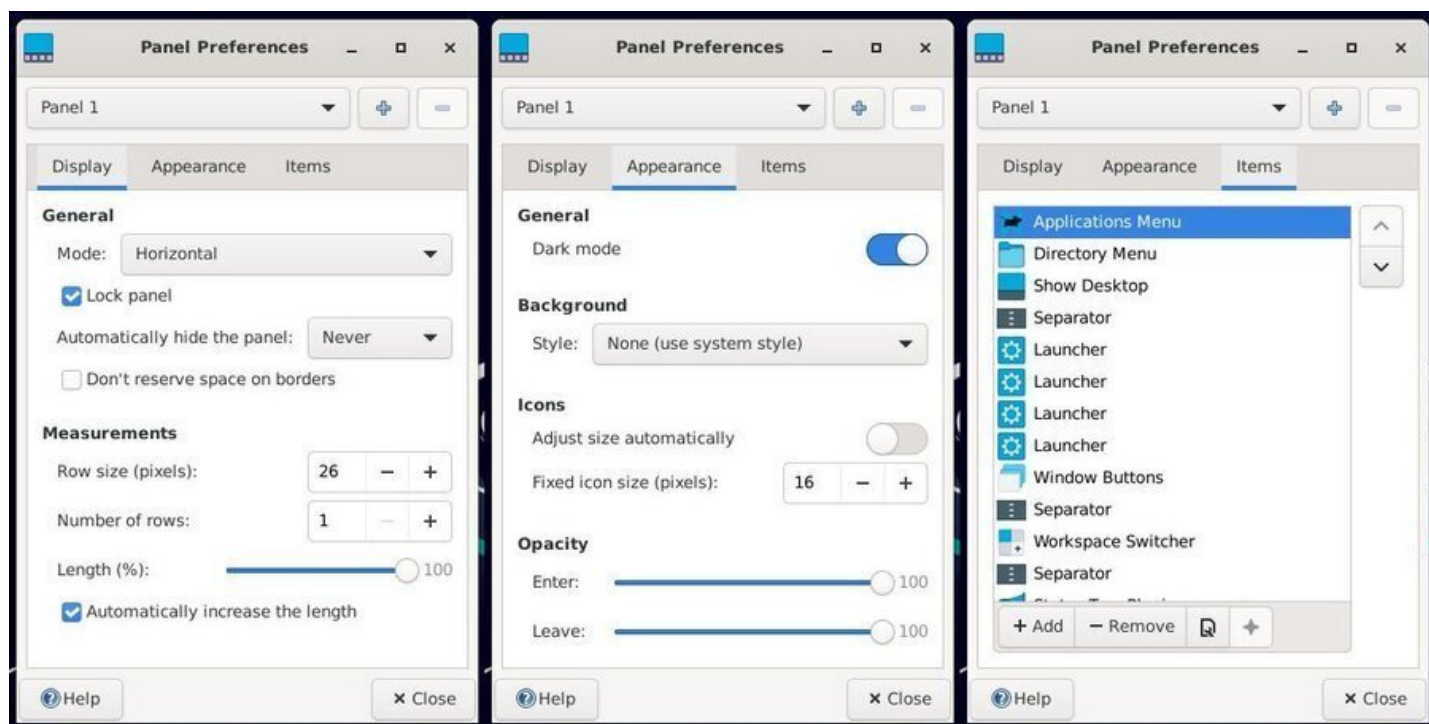 Panel Preferences
Panel 1
Display Appearance Items
General
Mode: Horizontal
Lock panel
Automatically hide the panel: Never
Don't reserve space on borders
Measurements
Row size (pixels): 26
Number of rows: 1
Length (%): 100
Automatically increase the length
Help Close
Panel Preferences
Panel 1
Display Appearance Items
General
Dark mode
Background
Style: None (use system style)
Icons
Adjust size automatically
Fixed icon size (pixels): 16
Opacity
Enter: 100
Leave: 100
Help Close
Panel Preferences
Panel 1
Display Appearance Items
Applications Menu
Directory Menu
Show Desktop
Separator
Launcher
Launcher
Launcher
Launcher
Window Buttons
Separator
Workspace Switcher
Separator
Add Remove
Help Close